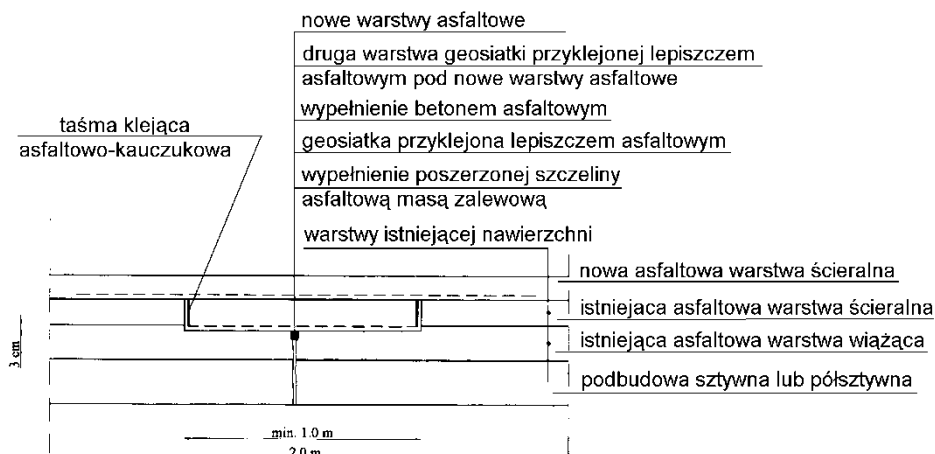 nowe warstwy asfaltowe
druga warstwa geosiatki przyklejonej lepiszczem
asfaltowym pod nowe warstwy asfaltowe
wypełnienie betonem asfaltowym
taśma klejąca
asfaltowo-kauczukowa
geosiatka przyklejona lepiszczem asfaltowym
wypełnienie poszerzonej szczeliny
asfaltową masą zalewową
warstwy istniejącej nawierzchni
nowa asfaltowa warstwa ścieralna
istniejaca asfaltowa warstwa ścieralna
istniejąca asfaltowa warstwa wiążąca
podbudowa sztywna lub półsztywna
3 cm
min. 1.0 m
2.0 m